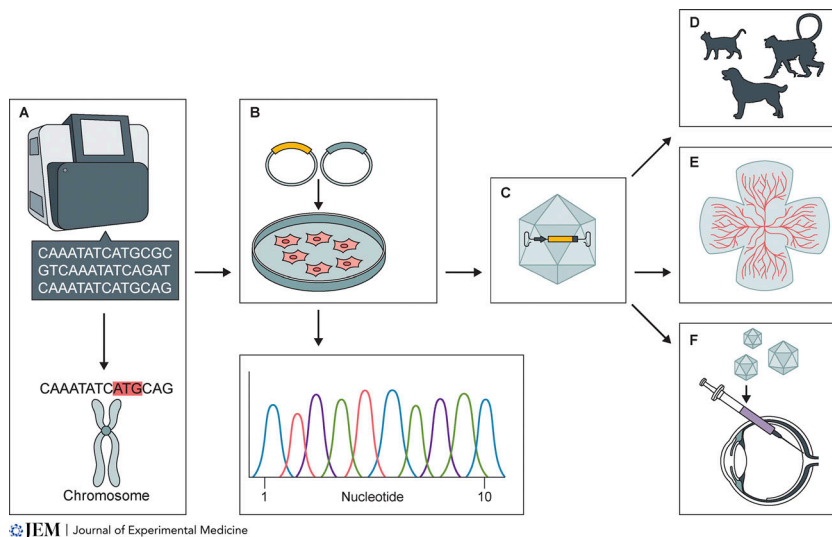 A
CAAATATCATGCGC
GTCAAATATCAGAT
CAAATATCATGCAG
CAAATATCATGCAG
Chromosome
B
1 Nucleotide 10
C
D
E
F
JEM | Journal of Experimental Medicine